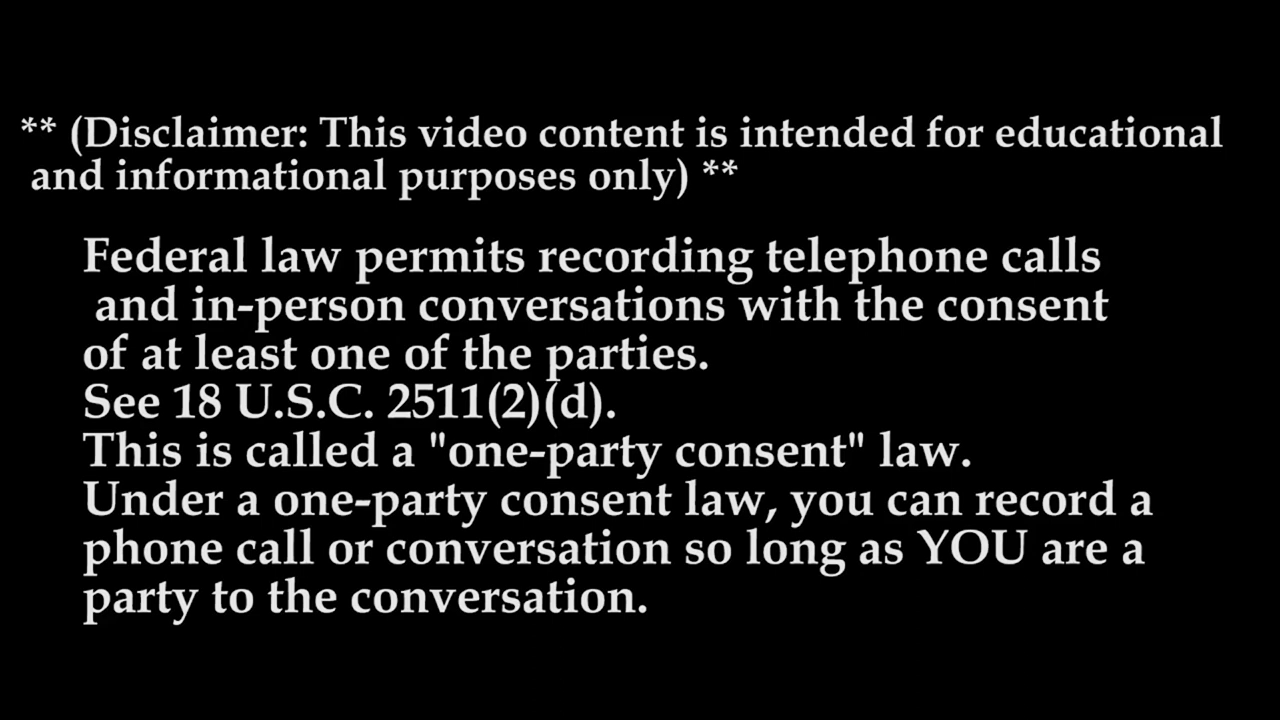 ** (Disclaimer: This video content is intended for educational
and informational purposes only) **
Federal law permits recording telephone calls
and in-person conversations with the consent
of at least one of the parties.
See 18 U.S.C. 2511(2)(d).
This is called a "one-party consent" law.
Under a one-party consent law, you can record a
phone call or conversation so long as YOU are a
party to the conversation.